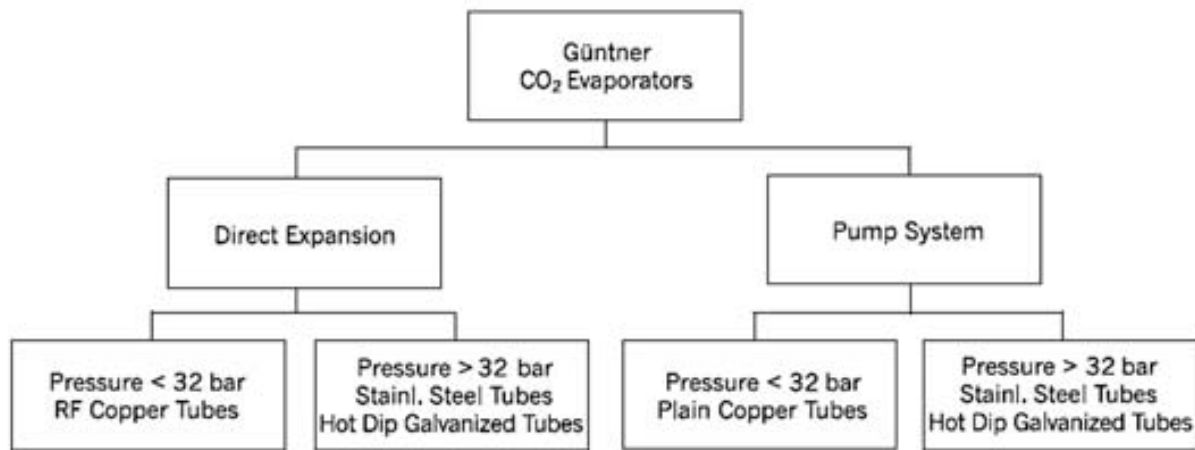 Güntner
CO₂ Evaporators
Direct Expansion
Pump System
Pressure < 32 bar
RF Copper Tubes
Pressure > 32 bar
Stainl. Steel Tubes
Hot Dip Galvanized Tubes
Pressure < 32 bar
Plain Copper Tubes
Pressure > 32 bar
Stainl. Steel Tubes
Hot Dip Galvanized Tubes